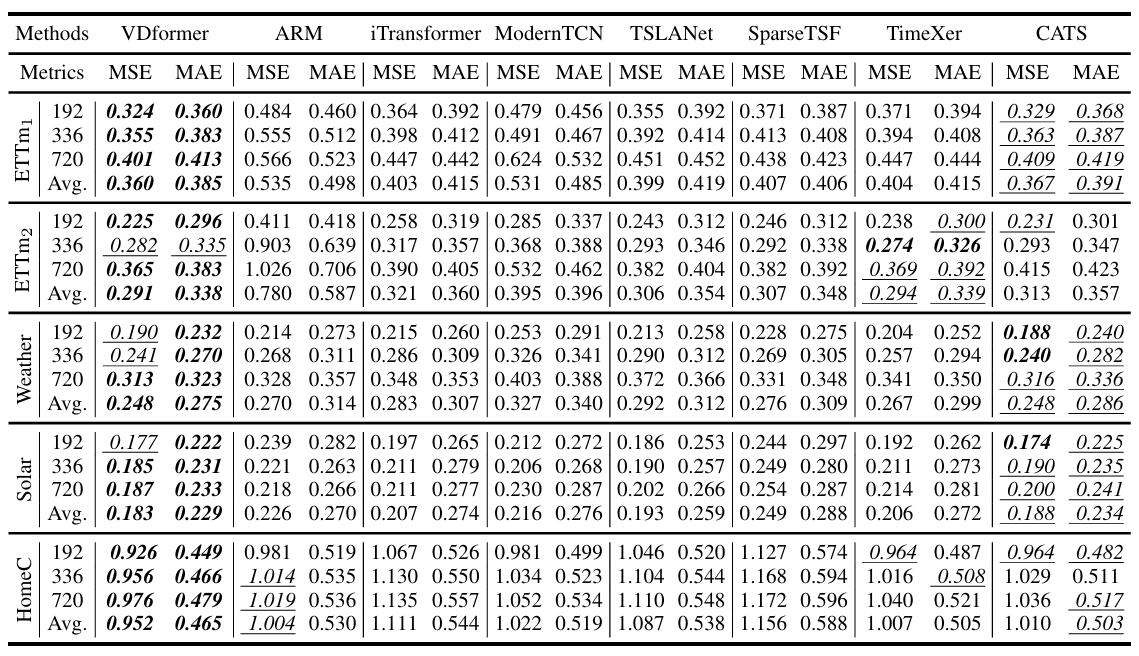 Methods VDformer ARM iTransformer ModernTCN TSLANet SparseTSF TimeXer CATS
Metrics MSE MAE MSE MAE MSE MAE MSE MAE MSE MAE MSE MAE MSE MAE MSE MAE
ETTm1
192 0.324 0.360 0.484 0.460 0.364 0.392 0.479 0.456 0.355 0.392 0.371 0.387 0.371 0.394 0.329 0.368
336 0.355 0.383 0.555 0.512 0.398 0.412 0.491 0.467 0.392 0.414 0.413 0.408 0.394 0.408 0.363 0.387
720 0.401 0.413 0.566 0.523 0.447 0.442 0.624 0.532 0.451 0.452 0.438 0.423 0.447 0.444 0.409 0.419
Avg. 0.360 0.385 0.535 0.498 0.403 0.415 0.531 0.485 0.399 0.419 0.407 0.406 0.404 0.415 0.367 0.391
ETTm2
192 0.225 0.296 0.411 0.418 0.258 0.319 0.285 0.337 0.243 0.312 0.246 0.312 0.238 0.300 0.231 0.301
336 0.282 0.335 0.903 0.639 0.317 0.357 0.368 0.388 0.293 0.346 0.292 0.338 0.274 0.326 0.293 0.347
720 0.365 0.383 1.026 0.706 0.390 0.405 0.532 0.462 0.382 0.404 0.382 0.392 0.369 0.392 0.415 0.423
Avg. 0.291 0.338 0.780 0.587 0.321 0.360 0.395 0.396 0.306 0.354 0.307 0.348 0.294 0.339 0.313 0.357
Weather
192 0.190 0.232 0.214 0.273 0.215 0.260 0.253 0.291 0.213 0.258 0.228 0.275 0.204 0.252 0.188 0.240
336 0.241 0.270 0.268 0.311 0.286 0.309 0.326 0.341 0.290 0.312 0.269 0.305 0.257 0.294 0.240 0.282
720 0.313 0.323 0.328 0.357 0.348 0.353 0.403 0.388 0.372 0.366 0.331 0.348 0.341 0.350 0.316 0.336
Avg. 0.248 0.275 0.270 0.314 0.283 0.307 0.327 0.340 0.292 0.312 0.276 0.309 0.267 0.299 0.248 0.286
Solar
192 0.177 0.222 0.239 0.282 0.197 0.265 0.212 0.272 0.186 0.253 0.244 0.297 0.192 0.262 0.174 0.225
336 0.185 0.231 0.221 0.263 0.211 0.279 0.206 0.268 0.190 0.257 0.249 0.280 0.211 0.273 0.190 0.235
720 0.187 0.233 0.218 0.266 0.211 0.277 0.230 0.287 0.202 0.266 0.254 0.287 0.214 0.281 0.200 0.241
Avg. 0.183 0.229 0.226 0.270 0.207 0.274 0.216 0.276 0.193 0.259 0.249 0.288 0.206 0.272 0.188 0.234
HomeC
192 0.926 0.449 0.981 0.519 1.067 0.526 0.981 0.499 1.046 0.520 1.127 0.574 0.964 0.487 0.964 0.482
336 0.956 0.466 1.014 0.535 1.130 0.550 1.034 0.523 1.104 0.544 1.168 0.594 1.016 0.508 1.029 0.511
720 0.976 0.479 1.019 0.536 1.135 0.557 1.052 0.534 1.110 0.548 1.172 0.596 1.040 0.521 1.036 0.517
Avg. 0.952 0.465 1.004 0.530 1.111 0.544 1.022 0.519 1.087 0.538 1.156 0.588 1.007 0.505 1.010 0.503